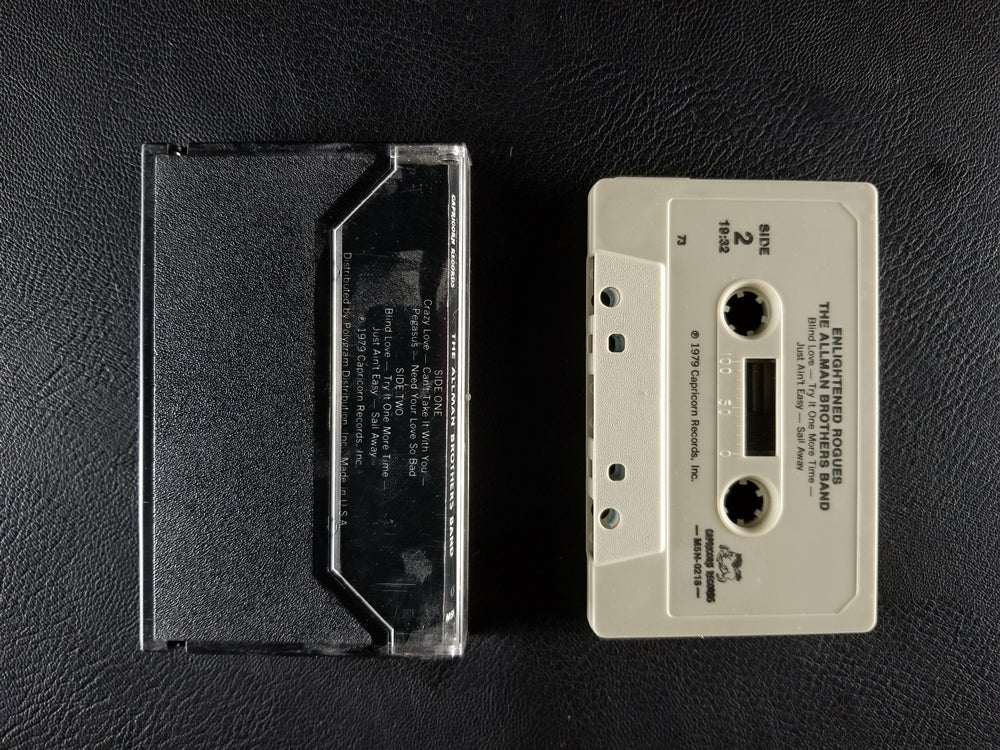 CAPRICORN RECORDS
THE ALLMAN BROTHERS BAND
SIDE ONE
Crazy Love — Can't Take It With You —
Pegasus — Need Your Love So Bad
SIDE TWO
Blind Love — Try It One More Time —
Just Ain't Easy — Sail Away
℗ 1979 Capricorn Records, Inc.
Distributed by Polygram Distribution, Inc. Made in U.S.A.
ENLIGHTENED ROGUES
THE ALLMAN BROTHERS BAND
Blind Love — Try It One More Time —
Just Ain't Easy — Sail Away
SIDE
2
19:32
100 50 0
CAPRICORN RECORDS
— M5N-0218 —
℗ 1979 Capricorn Records, Inc.
73